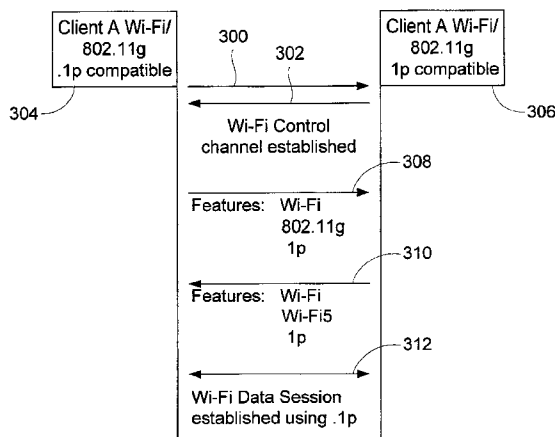 Client A Wi-Fi/
802.11g
.1p compatible
Client A Wi-Fi/
802.11g
1p compatible
300
302
304
306
Wi-Fi Control
channel established
308
Features: Wi-Fi
802.11g
1p
310
Features: Wi-Fi
Wi-Fi5
1p
312
Wi-Fi Data Session
established using .1p